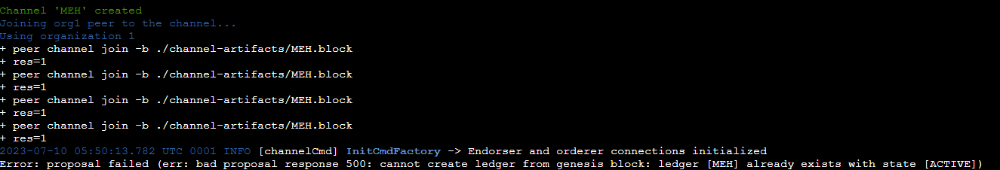 Channel 'MEH' created
Joining org1 peer to the channel...
Using organization 1
+ peer channel join -b ./channel-artifacts/MEH.block
+ res=1
+ peer channel join -b ./channel-artifacts/MEH.block
+ res=1
+ peer channel join -b ./channel-artifacts/MEH.block
+ res=1
+ peer channel join -b ./channel-artifacts/MEH.block
+ res=1
2023-07-10 05:50:13.782 UTC 0001 INFO [channelCmd] InitCmdFactory -> Endorser and orderer connections initialized
Error: proposal failed (err: bad proposal response 500: cannot create ledger from genesis block: ledger [MEH] already exists with state [ACTIVE])